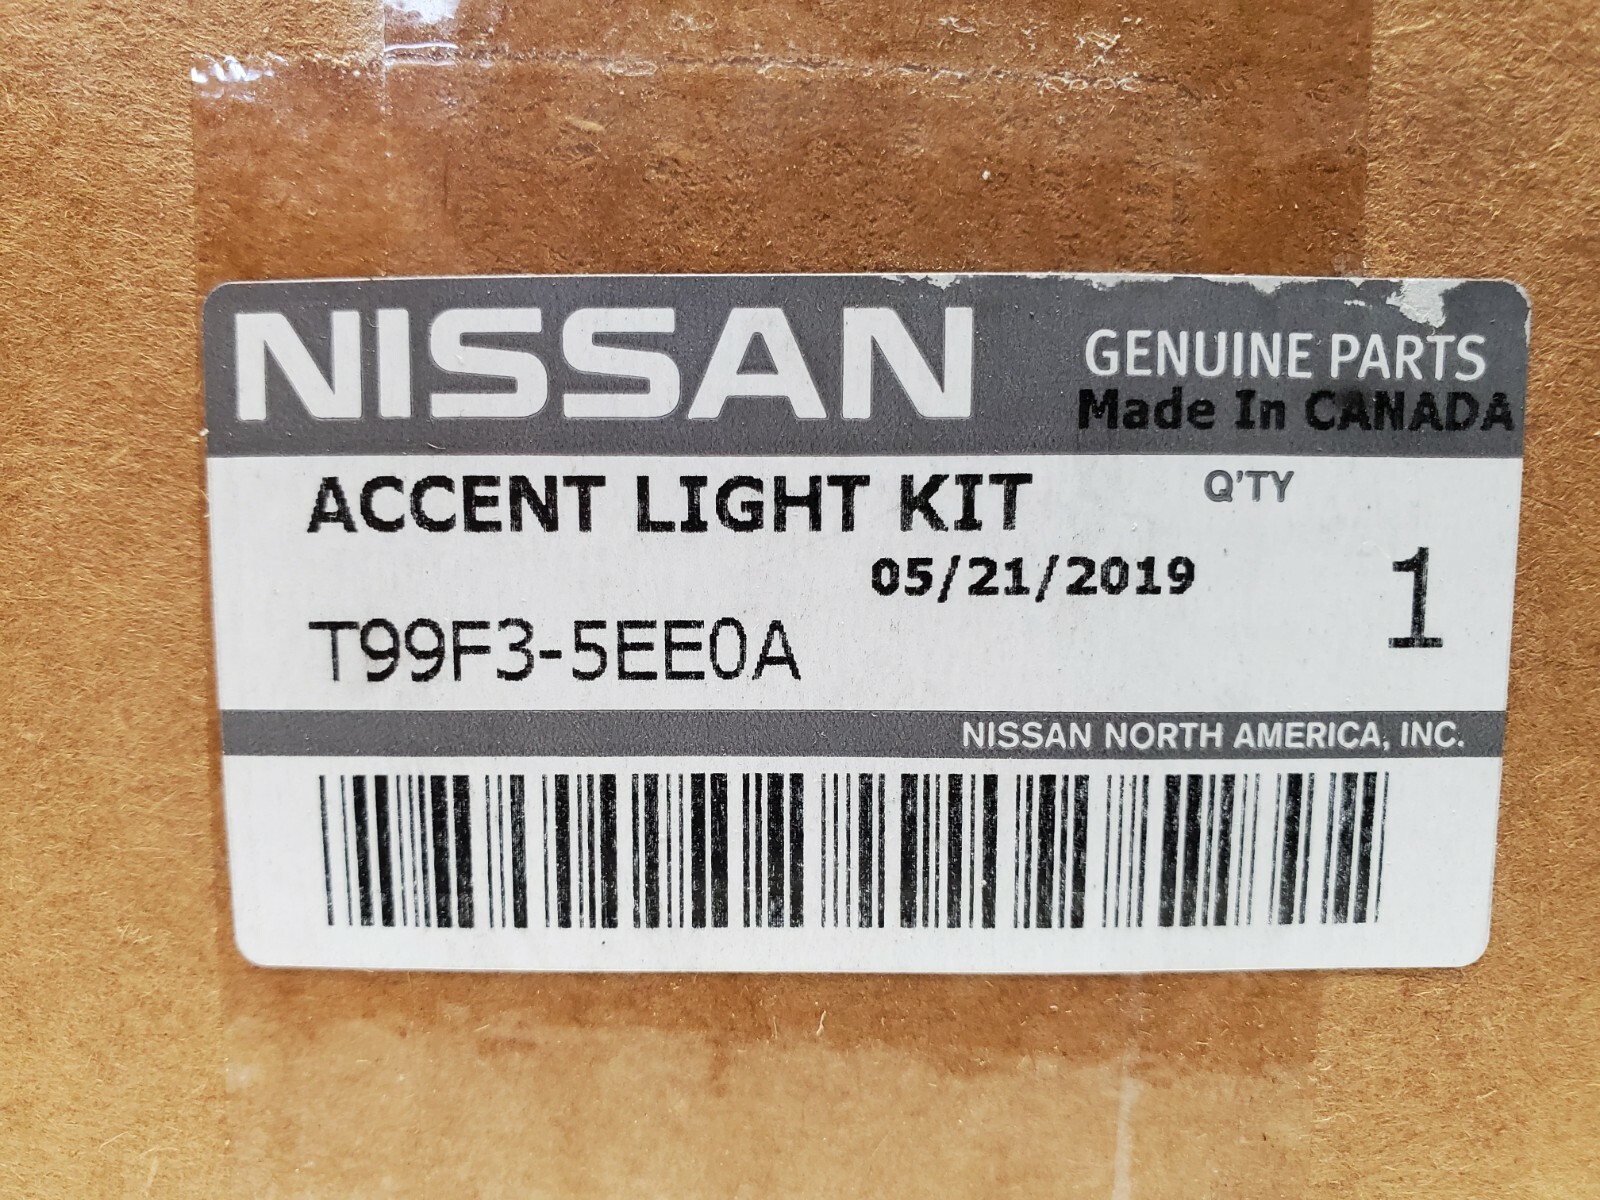 NISSAN
GENUINE PARTS
Made In CANADA
ACCENT LIGHT KIT
Q'TY
05/21/2019
1
T99F3-5EE0A
NISSAN NORTH AMERICA, INC.